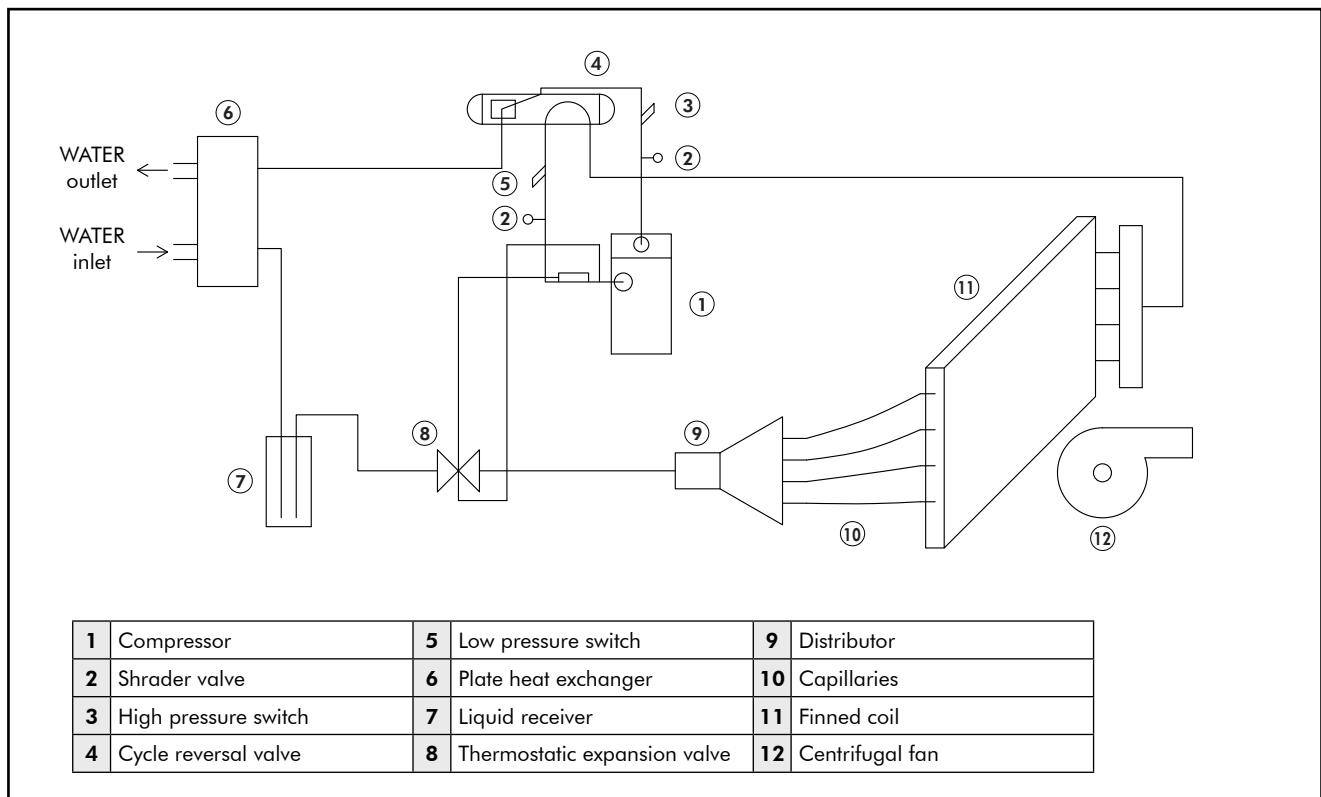 4
3
6
WATER
outlet
2
5
2
WATER
inlet
11
1
8
9
7
10
12
1 Compressor 5 Low pressure switch 9 Distributor
2 Shrader valve 6 Plate heat exchanger 10 Capillaries
3 High pressure switch 7 Liquid receiver 11 Finned coil
4 Cycle reversal valve 8 Thermostatic expansion valve 12 Centrifugal fan